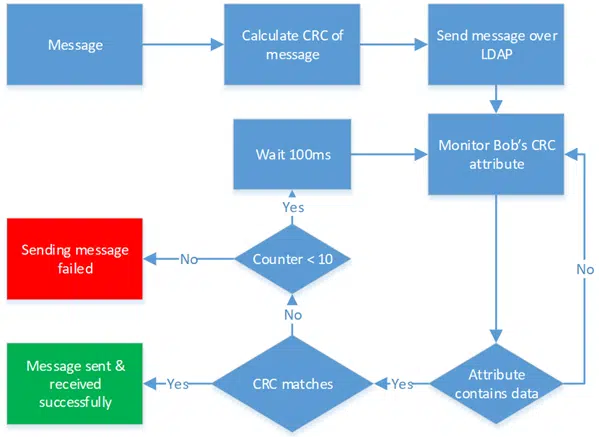 Message
Calculate CRC of
message
Send message over
LDAP
Wait 100ms
Monitor Bob's CRC
attribute
Yes
Sending message
failed
No
Counter < 10
No
No
Message sent &
received
successfully
Yes
CRC matches
Yes
Attribute
contains data